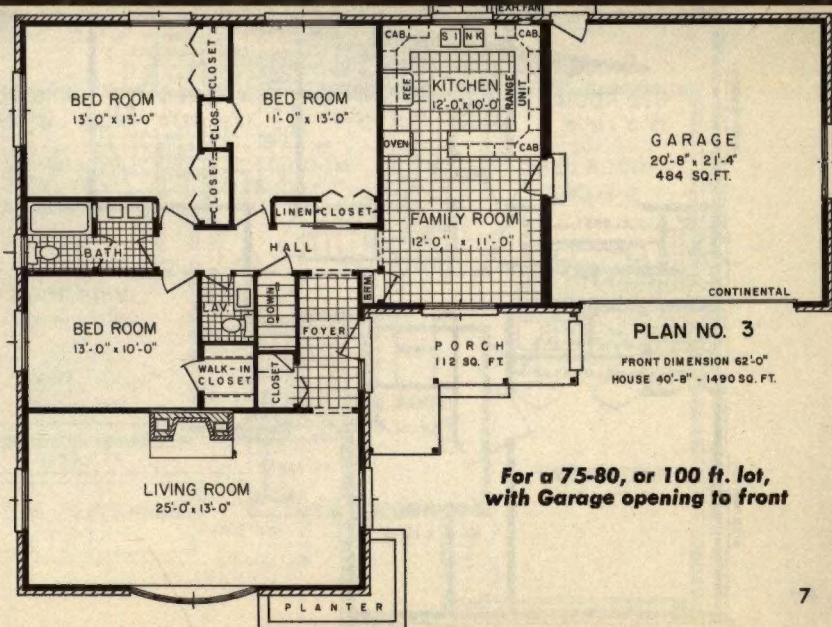 EXH. FAN
CAB.
SINK
CAB.
CLOSET
BED ROOM
13'-0" x 13'-0"
BED ROOM
11'-0" x 13'-0"
CLOS.
CLOSET
REF.
KITCHEN
12'-0" x 10'-0"
RANGE
UNIT
OVEN
CAB.
GARAGE
20'-8" x 21'-4"
484 SQ.FT.
LINEN
CLOSET
FAMILY ROOM
12'-0" x 11'-0"
BATH
HALL
BRM.
LAV.
DOWN
FOYER
BED ROOM
13'-0" x 10'-0"
WALK-IN
CLOSET
CLOSET
PORCH
112 SQ. FT.
CONTINENTAL
PLAN NO. 3
FRONT DIMENSION 62'-0"
HOUSE 40'-8" - 1490 SQ. FT.
LIVING ROOM
25'-0" x 13'-0"
For a 75-80, or 100 ft. lot,
with Garage opening to front
PLANTER
7